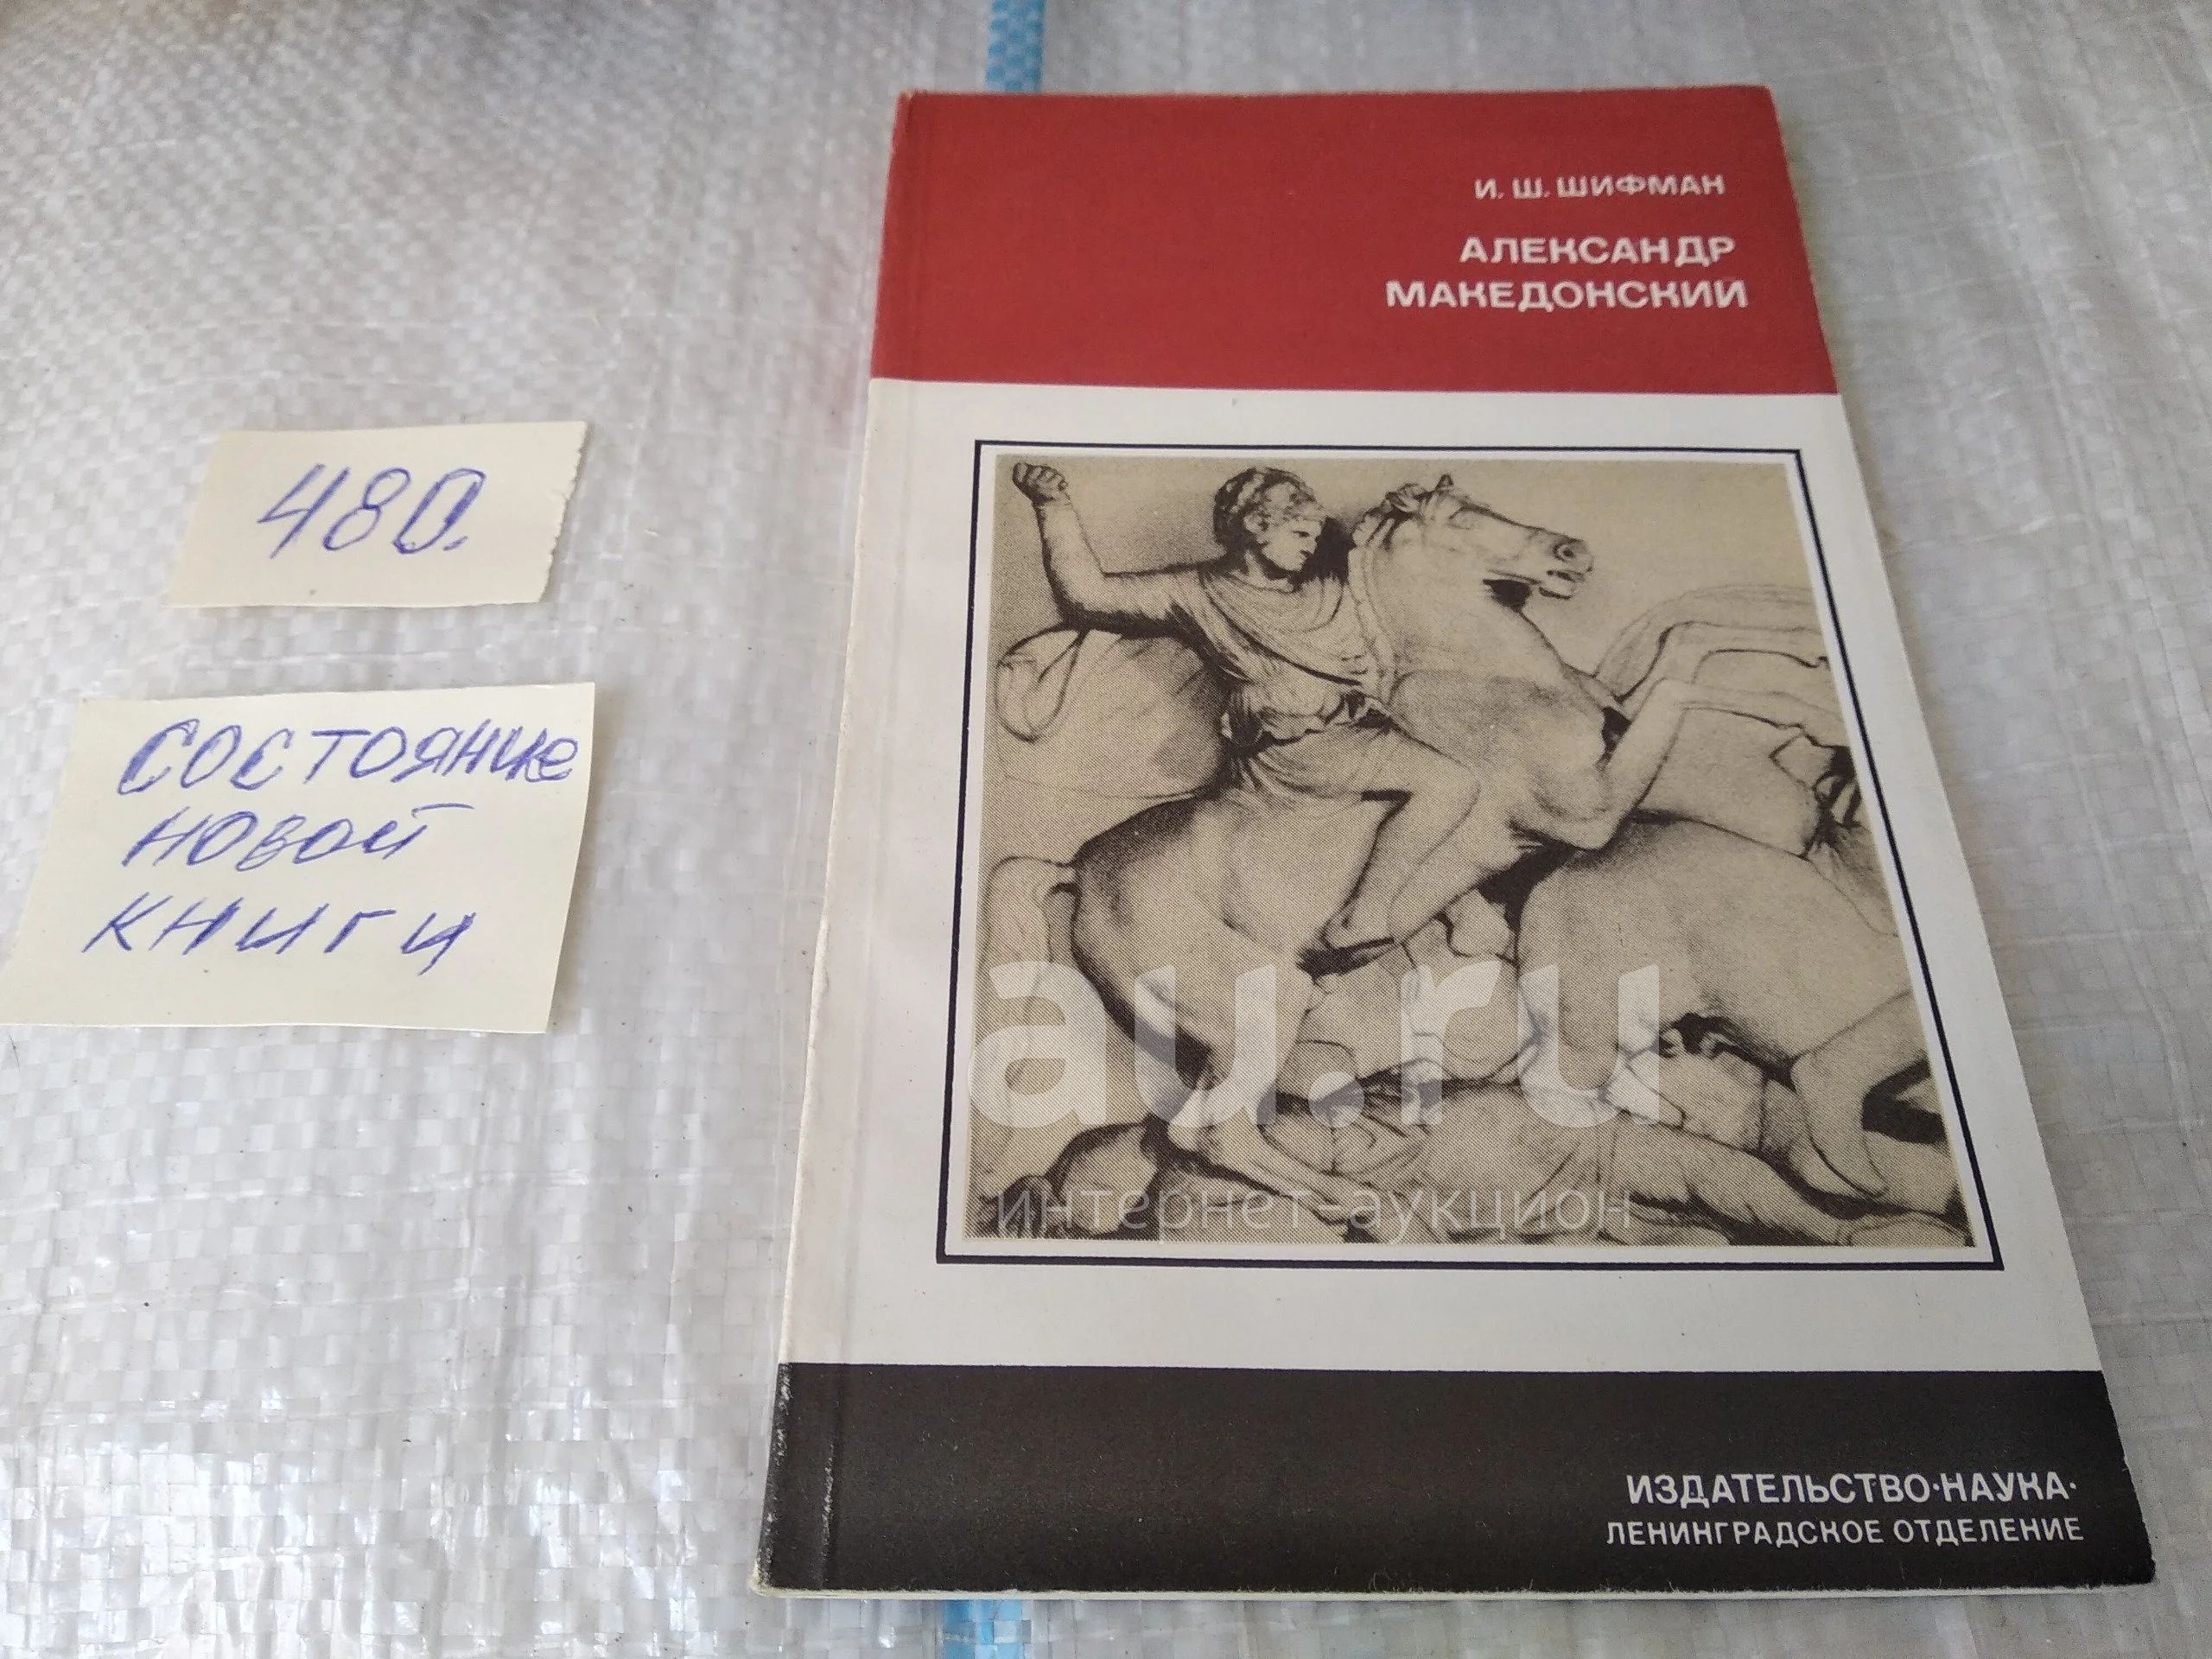 480.
состояние
новой
книги
И. Ш. ШИФМАН
АЛЕКСАНДР
МАКЕДОНСКИЙ
au.ru
интернет-аукцион
ИЗДАТЕЛЬСТВО·НАУКА·
ЛЕНИНГРАДСКОЕ ОТДЕЛЕНИЕ